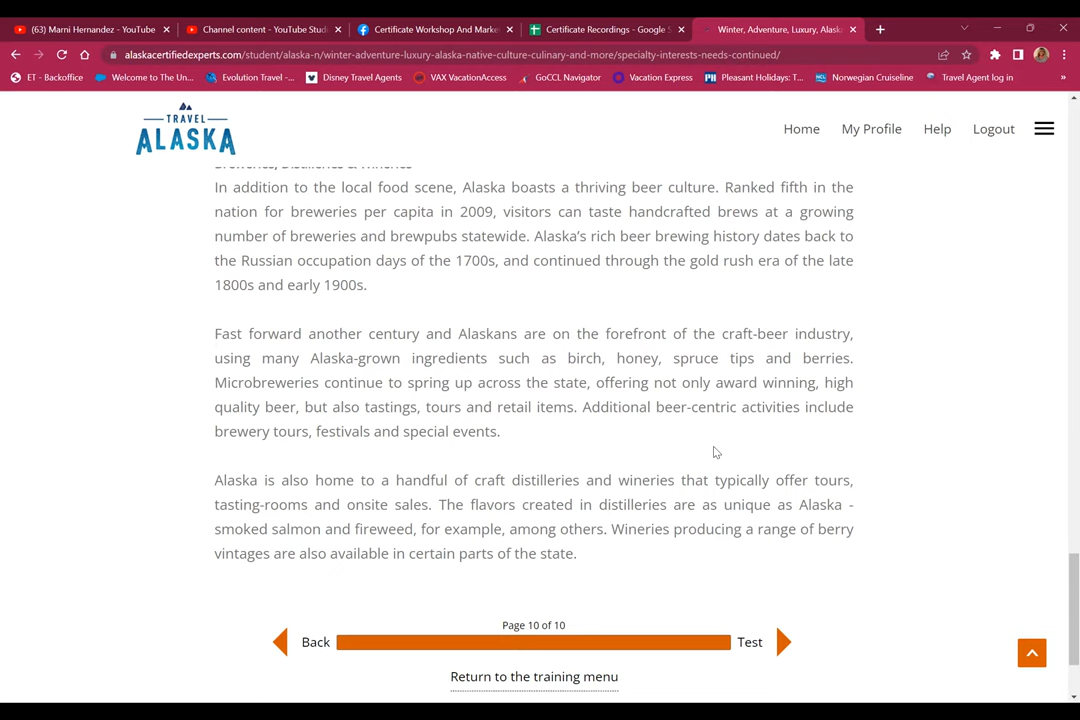 (63) Marni Hernandez - YouTube
Channel content - YouTube Stud
Certificate Workshop And Marke
Certificate Recordings - Google S
Winter, Adventure, Luxury, Alaska
alaskacertifiedexperts.com/student/alaska-n/winter-adventure-luxury-alaska-native-culture-culinary-and-more/specialty-interests-needs-continued/
ET - Backoffice
Welcome to The Un...
Evolution Travel -...
Disney Travel Agents
VAX VacationAccess
GoCCL Navigator
Vacation Express
Pleasant Holidays: T...
Norwegian Cruiseline
Travel Agent log in
TRAVEL
ALASKA
Home
My Profile
Help
Logout
Breweries, Distilleries & Wineries
In addition to the local food scene, Alaska boasts a thriving beer culture. Ranked fifth in the
nation for breweries per capita in 2009, visitors can taste handcrafted brews at a growing
number of breweries and brewpubs statewide. Alaska's rich beer brewing history dates back to
the Russian occupation days of the 1700s, and continued through the gold rush era of the late
1800s and early 1900s.
Fast forward another century and Alaskans are on the forefront of the craft-beer industry,
using many Alaska-grown ingredients such as birch, honey, spruce tips and berries.
Microbreweries continue to spring up across the state, offering not only award winning, high
quality beer, but also tastings, tours and retail items. Additional beer-centric activities include
brewery tours, festivals and special events.
Alaska is also home to a handful of craft distilleries and wineries that typically offer tours,
tasting-rooms and onsite sales. The flavors created in distilleries are as unique as Alaska -
smoked salmon and fireweed, for example, among others. Wineries producing a range of berry
vintages are also available in certain parts of the state.
Page 10 of 10
Back
Test
Return to the training menu